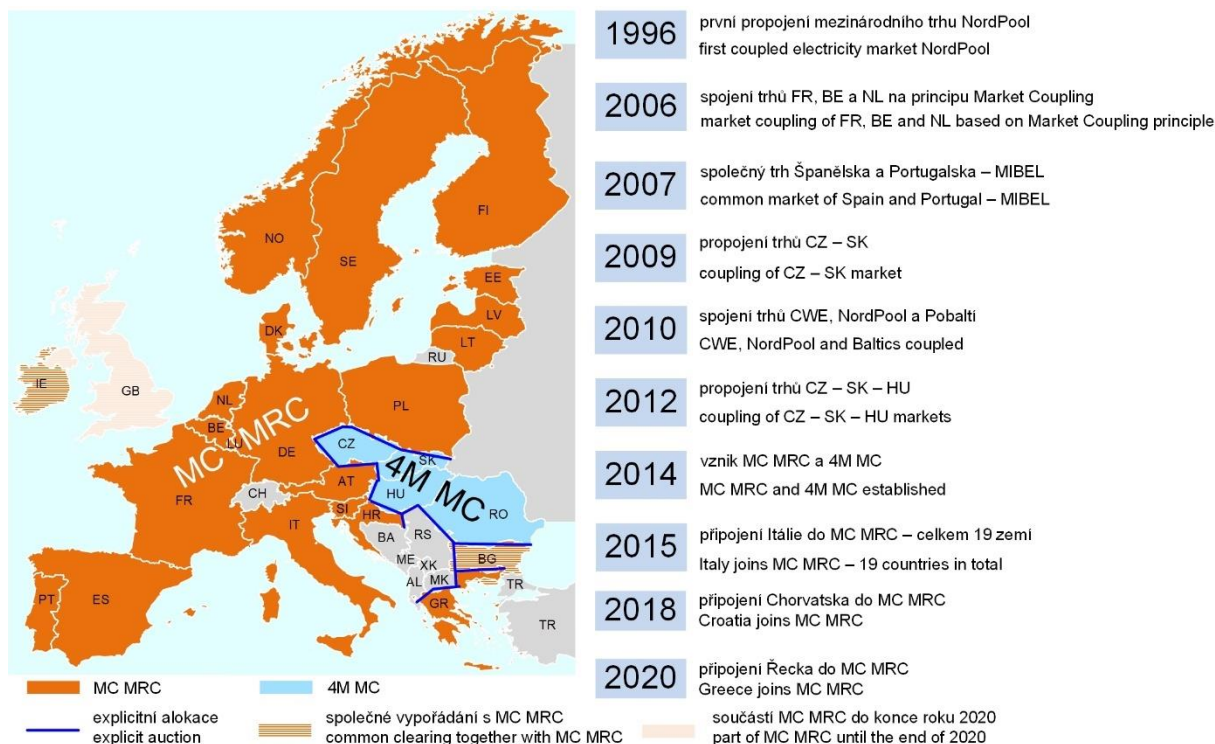 1996
první propojení mezinárodního trhu NordPool
first coupled electricity market NordPool
2006
spojení trhů FR, BE a NL na principu Market Coupling
market coupling of FR, BE and NL based on Market Coupling principle
2007
společný trh Španělska a Portugalska – MIBEL
common market of Spain and Portugal – MIBEL
2009
propojení trhů CZ – SK
coupling of CZ – SK market
2010
spojení trhů CWE, NordPool a Pobaltí
CWE, NordPool and Baltics coupled
2012
propojení trhů CZ – SK – HU
coupling of CZ – SK – HU markets
2014
vznik MC MRC a 4M MC
MC MRC and 4M MC established
2015
připojení Itálie do MC MRC – celkem 19 zemí
Italy joins MC MRC – 19 countries in total
2018
připojení Chorvatska do MC MRC
Croatia joins MC MRC
2020
připojení Řecka do MC MRC
Greece joins MC MRC
FI
NO
SE
EE
LV
DK
LT
RU
IE
GB
NL
PL
BE
LU
MC MRC
DE
CZ
SK
4M MC
AT
HU
FR
CH
SI
HR
RO
IT
BA
RS
ME
XK
BG
AL
MK
TR
GR
PT
ES
TR
MC MRC
4M MC
explicitní alokace
explicit auction
společné vypořádání s MC MRC
common clearing together with MC MRC
součástí MC MRC do konce roku 2020
part of MC MRC until the end of 2020